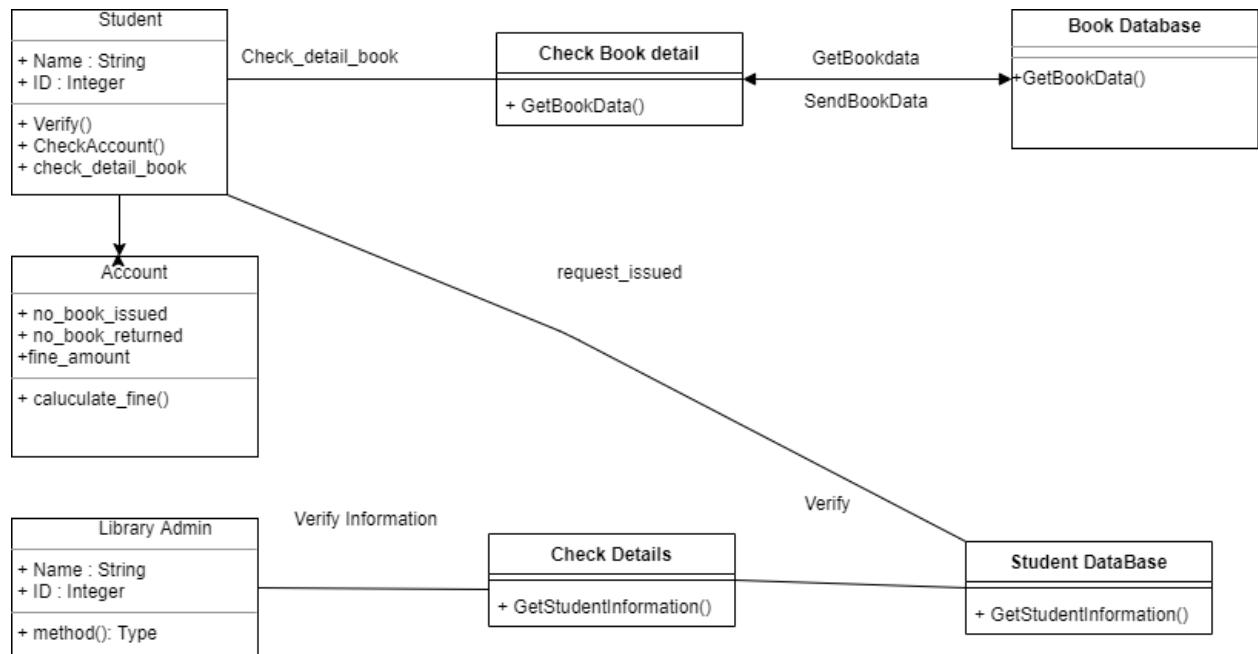 Student
+ Name : String
+ ID : Integer
+ Verify()
+ CheckAccount()
+ check_detail_book
Check_detail_book
Check Book detail
+ GetBookData()
GetBookdata
SendBookData
Book Database
+GetBookData()
Account
+ no_book_issued
+ no_book_returned
+fine_amount
+ caluculate_fine()
request_issued
Library Admin
+ Name : String
+ ID : Integer
+ method(): Type
Verify Information
Check Details
+ GetStudentInformation()
Verify
Student DataBase
+ GetStudentInformation()